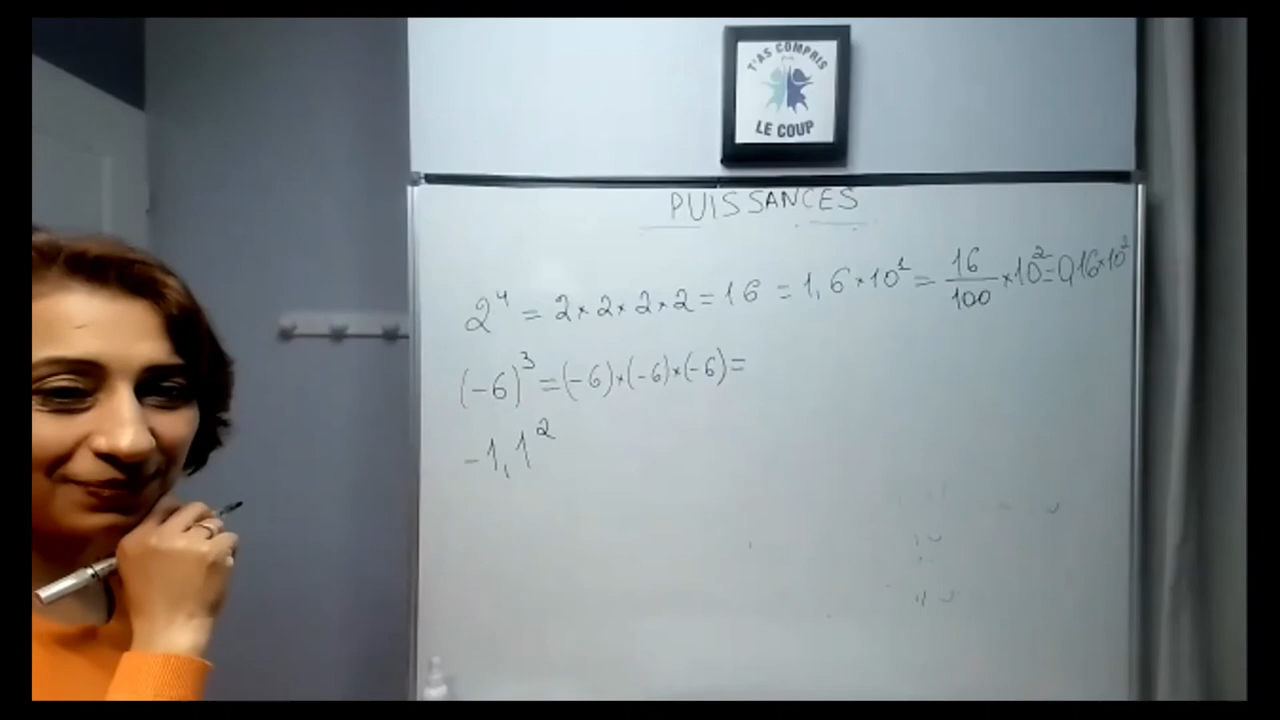 T'AS COMPRIS
LE COUP
PUISSANCES
2⁴ = 2 × 2 × 2 × 2 = 16 = 1,6 × 10¹ = 16/100 × 10² = 0,16 × 10²
(-6)³ = (-6) × (-6) × (-6) =
-1,1²